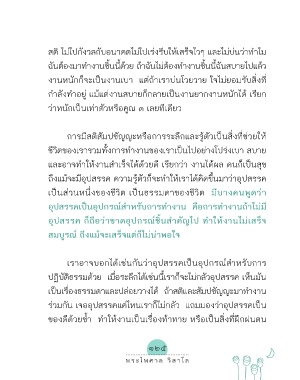 สติ ไม่ไปกังวลกับอนาคตไม่ไปเร่งรีบให้เสร็จไวๆ และไม่บ่นว่าทำไม
ฉันต้องมาทำงานชิ้นนี้ด้วย ถ้าฉันไม่ต้องทำงานชิ้นนี้ฉันสบายไปแล้ว
งานหนักก็จะเป็นงานเบา แต่ถ้าเราบ่นโวยวาย ใจไม่ยอมรับสิ่งที่
กำลังทำอยู่ แม้แต่งานสบายก็กลายเป็นงานยากงานหนักได้ เรียก
ว่าหนักเป็นเท่าตัวหรือคูณ ๓ เลยทีเดียว
การมีสติสัมปชัญญะหรือการระลึกและรู้ตัวเป็นสิ่งที่ช่วยให้
ชีวิตของเรารวมทั้งการทำงานของเราเป็นไปอย่างโปร่งเบา สบาย
และอาจทำให้งานสำเร็จได้ด้วยดี เรียกว่า งานได้ผล คนก็เป็นสุข
ถึงแม้จะมีอุปสรรค ความรู้ตัวก็จะทำให้เราได้คิดขึ้นมาว่าอุปสรรค
เป็นส่วนหนึ่งของชีวิต เป็นธรรมดาของชีวิต มีบางคนพูดว่า
อุปสรรคเป็นอุปกรณ์สำหรับการทำงาน คือการทำงานถ้าไม่มี
อุปสรรค ก็ถือว่าขาดอุปกรณ์ชิ้นสำคัญไป ทำให้งานไม่เสร็จ
สมบูรณ์ ถึงแม้จะเสร็จแต่ก็ไม่น่าพอใจ
เราอาจบอกได้เช่นกันว่าอุปสรรคเป็นอุปกรณ์สำหรับการ
ปฏิบัติธรรมด้วย เมื่อระลึกได้เช่นนี้เราก็จะไม่กลัวอุปสรรค เห็นมัน
เป็นเรื่องธรรมดาและปล่อยวางได้ ถ้าสติและสัมปชัญญะมาทำงาน
ร่วมกัน เจออุปสรรคแค่ไหนเราก็ไม่กลัว แถมมองว่าอุปสรรคเป็น
ของดีด้วยซ้ำ ทำให้งานเป็นเรื่องท้าทาย หรือเป็นสิ่งที่ฝึกฝนตน
๑๒๕
พระไพศาล วิสาโล